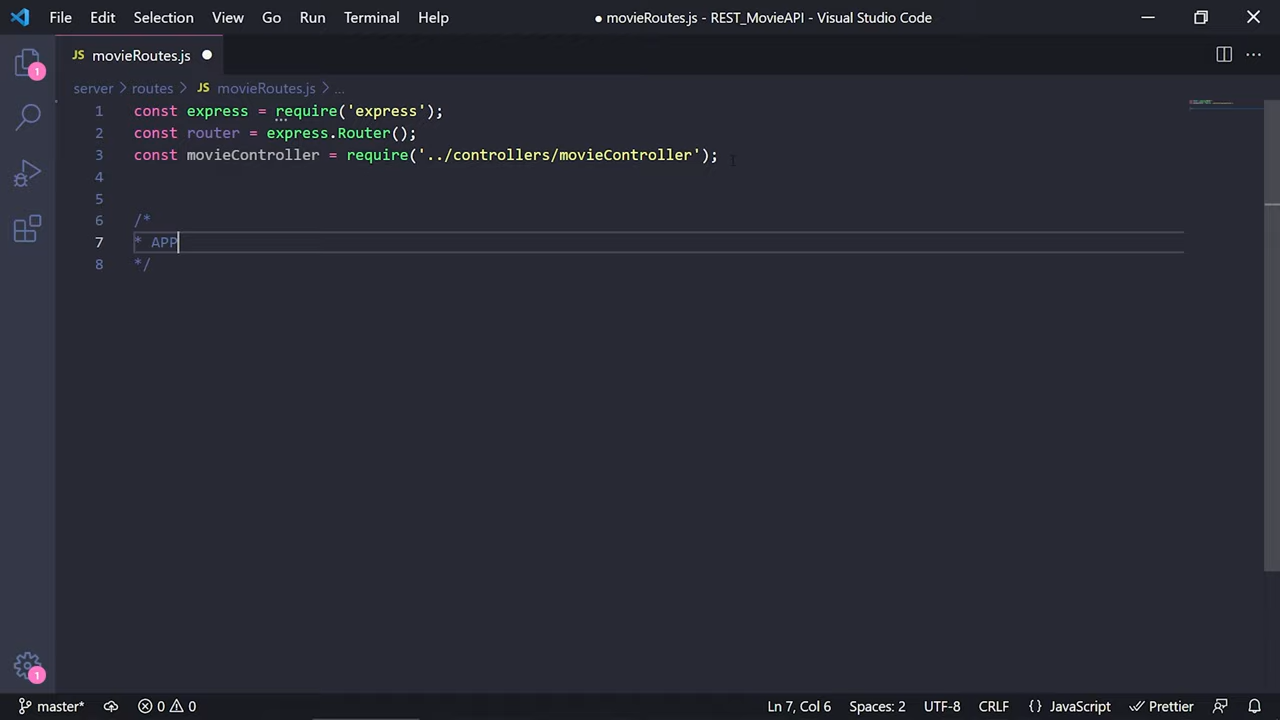 File Edit Selection View Go Run Terminal Help ● movieRoutes.js - REST_MovieAPI - Visual Studio Code
JS movieRoutes.js ●
1
server > routes > JS movieRoutes.js > ...
1 const express = require('express');
2 const router = express.Router();
3 const movieController = require('../controllers/movieController');
4
5
6 /*
7 * APP
8 */
1
master* 0 0 Ln 7, Col 6 Spaces: 2 UTF-8 CRLF {} JavaScript Prettier